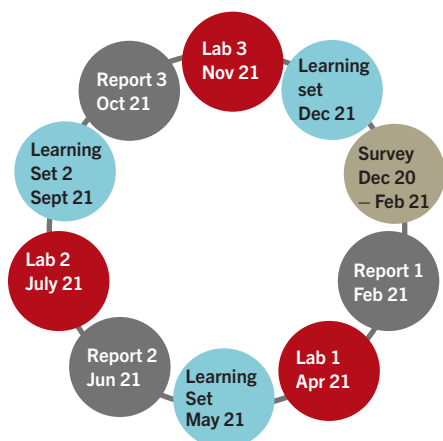 Lab 3
Nov 21
Learning
set
Dec 21
Survey
Dec 20
– Feb 21
Report 1
Feb 21
Lab 1
Apr 21
Learning
Set
May 21
Report 2
Jun 21
Lab 2
July 21
Learning
Set 2
Sept 21
Report 3
Oct 21